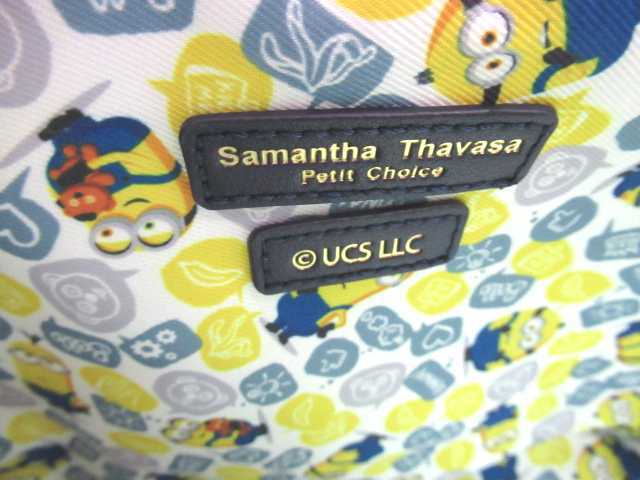 Samantha Thavasa
Petit Choice
© UCS LLC